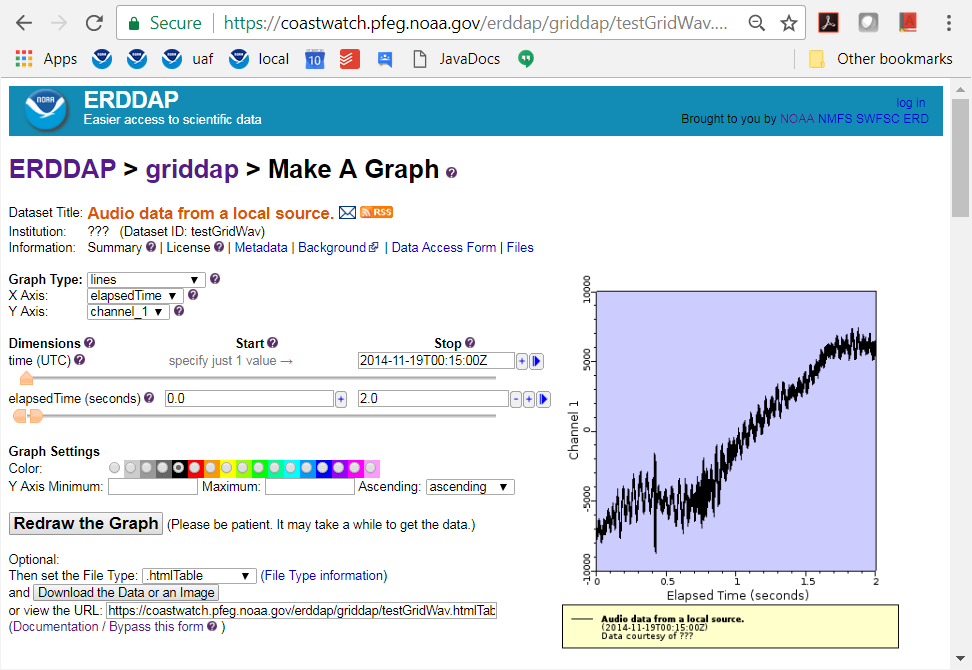 Secure https://coastwatch.pfeg.noaa.gov/erddap/griddap/testGridWav....
Apps uaf local 10 JavaDocs Other bookmarks
NOAA
ERDDAP
Easier access to scientific data
log in
Brought to you by NOAA NMFS SWFSC ERD
ERDDAP > griddap > Make A Graph ?
Dataset Title: Audio data from a local source. RSS
Institution: ??? (Dataset ID: testGridWav)
Information: Summary ? | License ? | Metadata | Background | Data Access Form | Files
Graph Type: lines ?
X Axis: elapsedTime ?
Y Axis: channel_1 ?
Dimensions ? Start ? Stop ?
time (UTC) ? specify just 1 value → 2014-11-19T00:15:00Z +
elapsedTime (seconds) ? 0.0 + 2.0 - +
Graph Settings
Color:
Y Axis Minimum: Maximum: Ascending: ascending
Redraw the Graph (Please be patient. It may take a while to get the data.)
Optional:
Then set the File Type: .htmlTable (File Type information)
and Download the Data or an Image
or view the URL: https://coastwatch.pfeg.noaa.gov/erddap/griddap/testGridWav.htmlTab
(Documentation / Bypass this form ? )
10000
5000
0
-5000
-10000
Channel 1
0 0.5 1 1.5 2
Elapsed Time (seconds)
Audio data from a local source.
(2014-11-19T00:15:00Z)
Data courtesy of ???